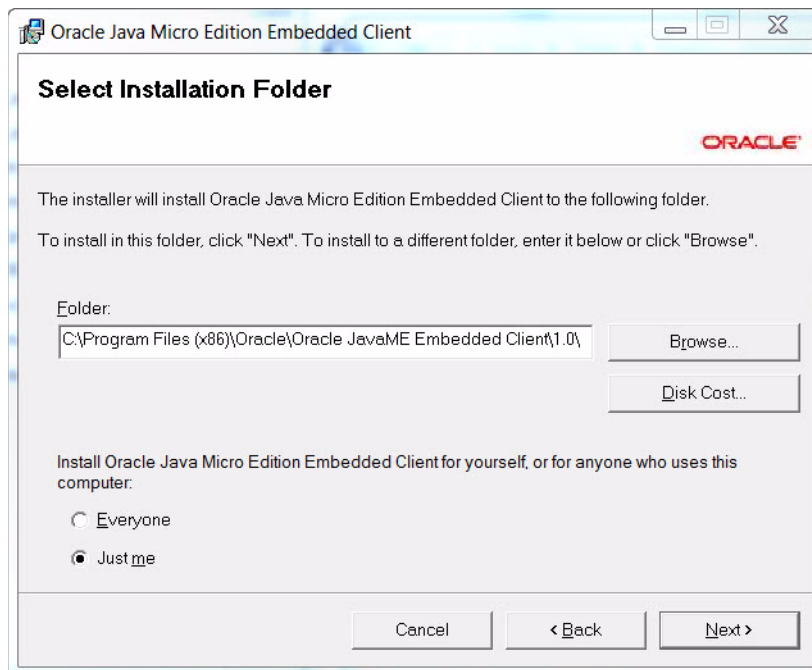 Oracle Java Micro Edition Embedded Client
Select Installation Folder
ORACLE
The installer will install Oracle Java Micro Edition Embedded Client to the following folder.
To install in this folder, click "Next". To install to a different folder, enter it below or click "Browse".
Folder:
C:\Program Files (x86)\Oracle\Oracle JavaME Embedded Client\1.0\
Browse...
Disk Cost...
Install Oracle Java Micro Edition Embedded Client for yourself, or for anyone who uses this
computer:
Everyone
Just me
Cancel
< Back
Next >